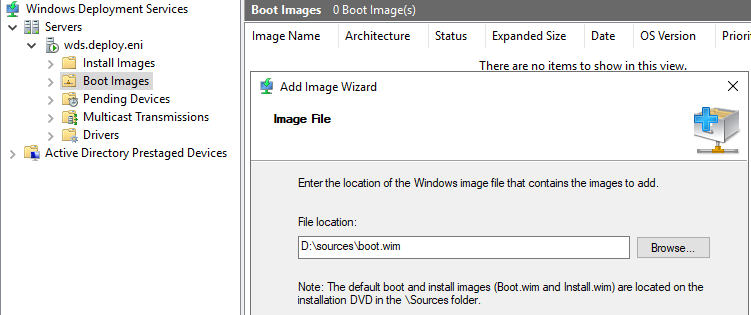 Windows Deployment Services
Servers
wds.deploy.eni
Install Images
Boot Images
Pending Devices
Multicast Transmissions
Drivers
Active Directory Prestaged Devices
Boot Images 0 Boot Image(s)
Image Name Architecture Status Expanded Size Date OS Version Priorit
There are no items to show in this view.
Add Image Wizard
Image File
Enter the location of the Windows image file that contains the images to add.
File location:
D:\sources\boot.wim
Browse...
Note: The default boot and install images (Boot.wim and Install.wim) are located on the
installation DVD in the \Sources folder.